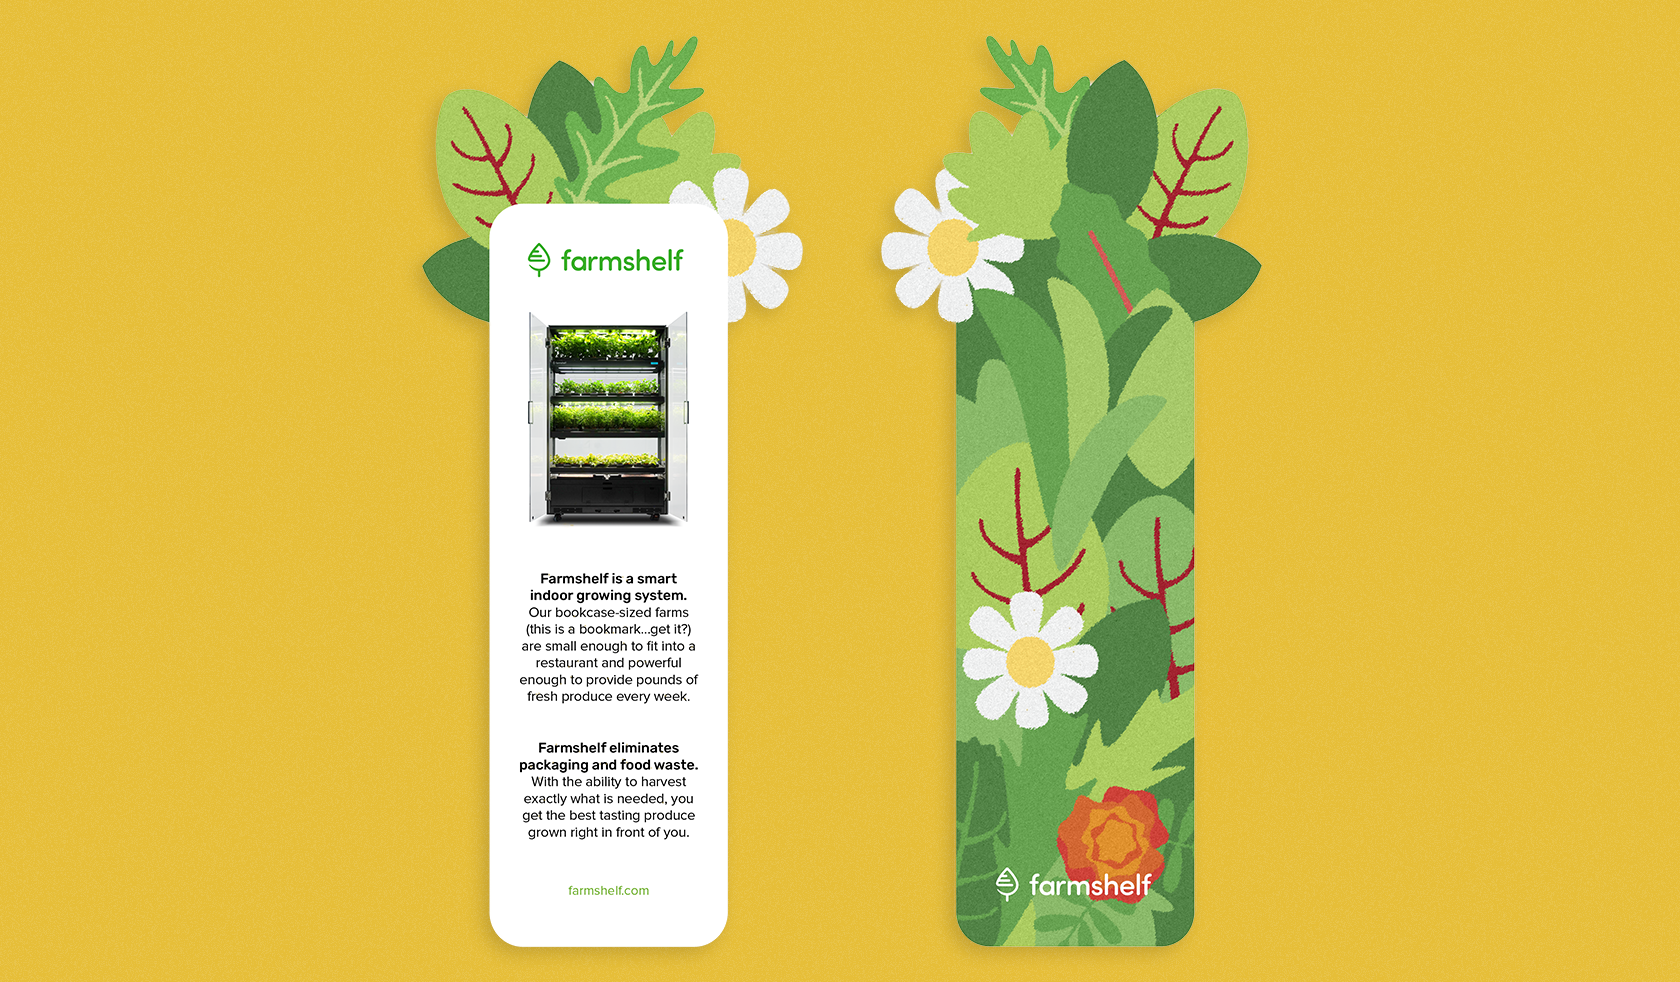 farmshelf
Farmshelf is a smart
indoor growing system.
Our bookcase-sized farms
(this is a bookmark...get it?)
are small enough to fit into a
restaurant and powerful
enough to provide pounds of
fresh produce every week.
Farmshelf eliminates
packaging and food waste.
With the ability to harvest
exactly what is needed, you
get the best tasting produce
grown right in front of you.
farmshelf.com
farmshelf